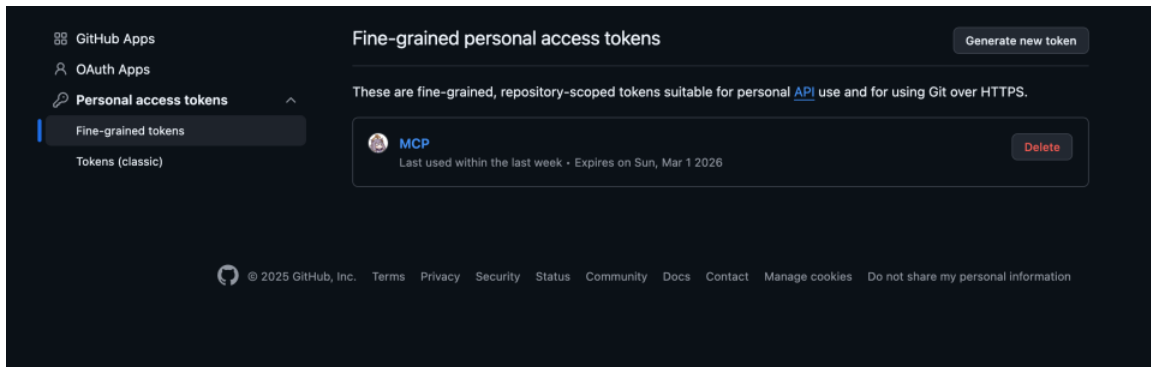 GitHub Apps
OAuth Apps
Personal access tokens
Fine-grained tokens
Tokens (classic)
Fine-grained personal access tokens
Generate new token
These are fine-grained, repository-scoped tokens suitable for personal API use and for using Git over HTTPS.
MCP
Last used within the last week • Expires on Sun, Mar 1 2026
Delete
© 2025 GitHub, Inc. Terms Privacy Security Status Community Docs Contact Manage cookies Do not share my personal information